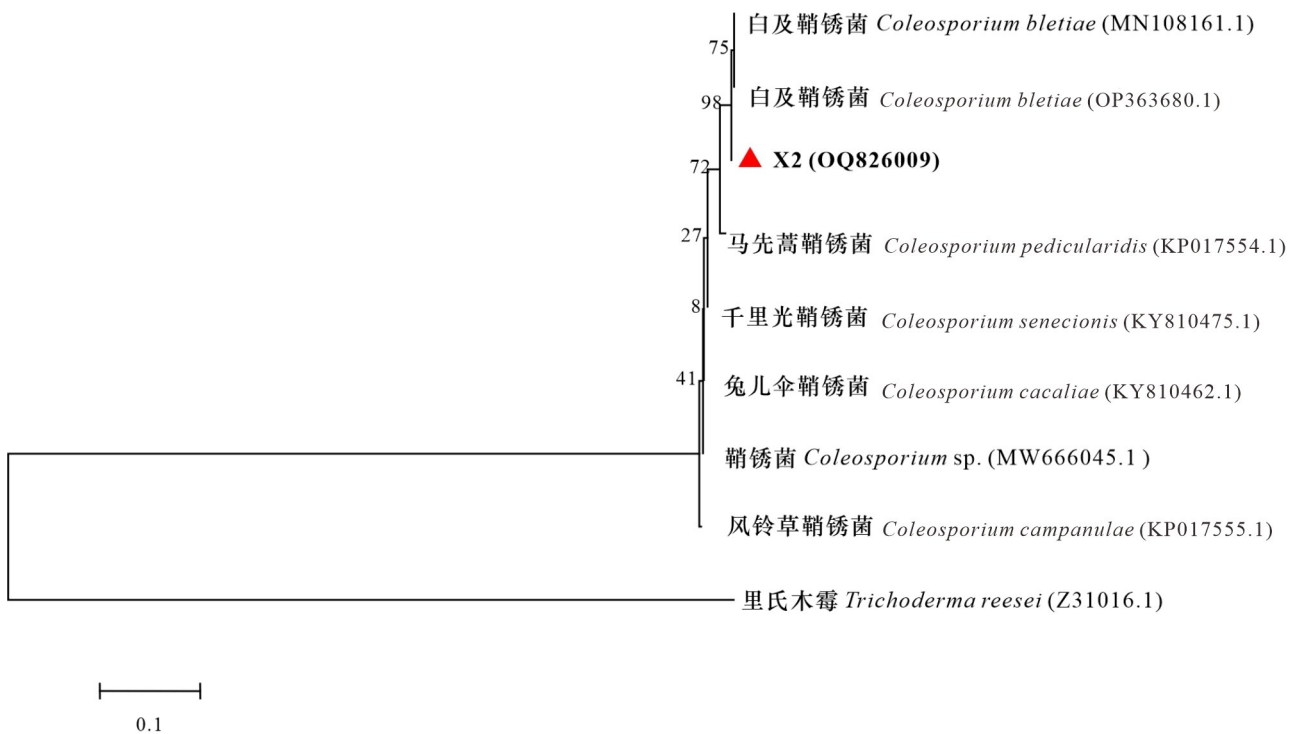 白及鞘锈菌 Coleosporium bletiae (MN108161.1)
75
白及鞘锈菌 Coleosporium bletiae (OP363680.1)
98
X2 (OQ826009)
72
27
马先蒿鞘锈菌 Coleosporium pedicularidis (KP017554.1)
8
千里光鞘锈菌 Coleosporium senecionis (KY810475.1)
41
兔儿伞鞘锈菌 Coleosporium cacaliae (KY810462.1)
鞘锈菌 Coleosporium sp. (MW666045.1 )
风铃草鞘锈菌 Coleosporium campanulae (KP017555.1)
里氏木霉 Trichoderma reesei (Z31016.1)
0.1